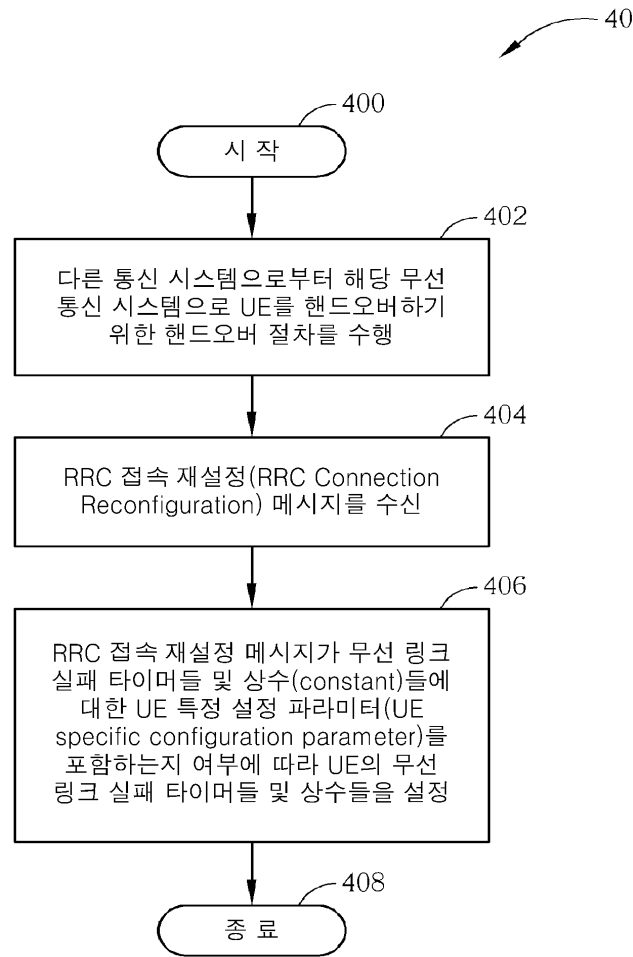 40
400
시 작
402
다른 통신 시스템으로부터 해당 무선
통신 시스템으로 UE를 핸드오버하기
위한 핸드오버 절차를 수행
404
RRC 접속 재설정(RRC Connection
Reconfiguration) 메시지를 수신
406
RRC 접속 재설정 메시지가 무선 링크
실패 타이머들 및 상수(constant)들에
대한 UE 특정 설정 파라미터(UE
specific configuration parameter)를
포함하는지 여부에 따라 UE의 무선
링크 실패 타이머들 및 상수들을 설정
408
종 료